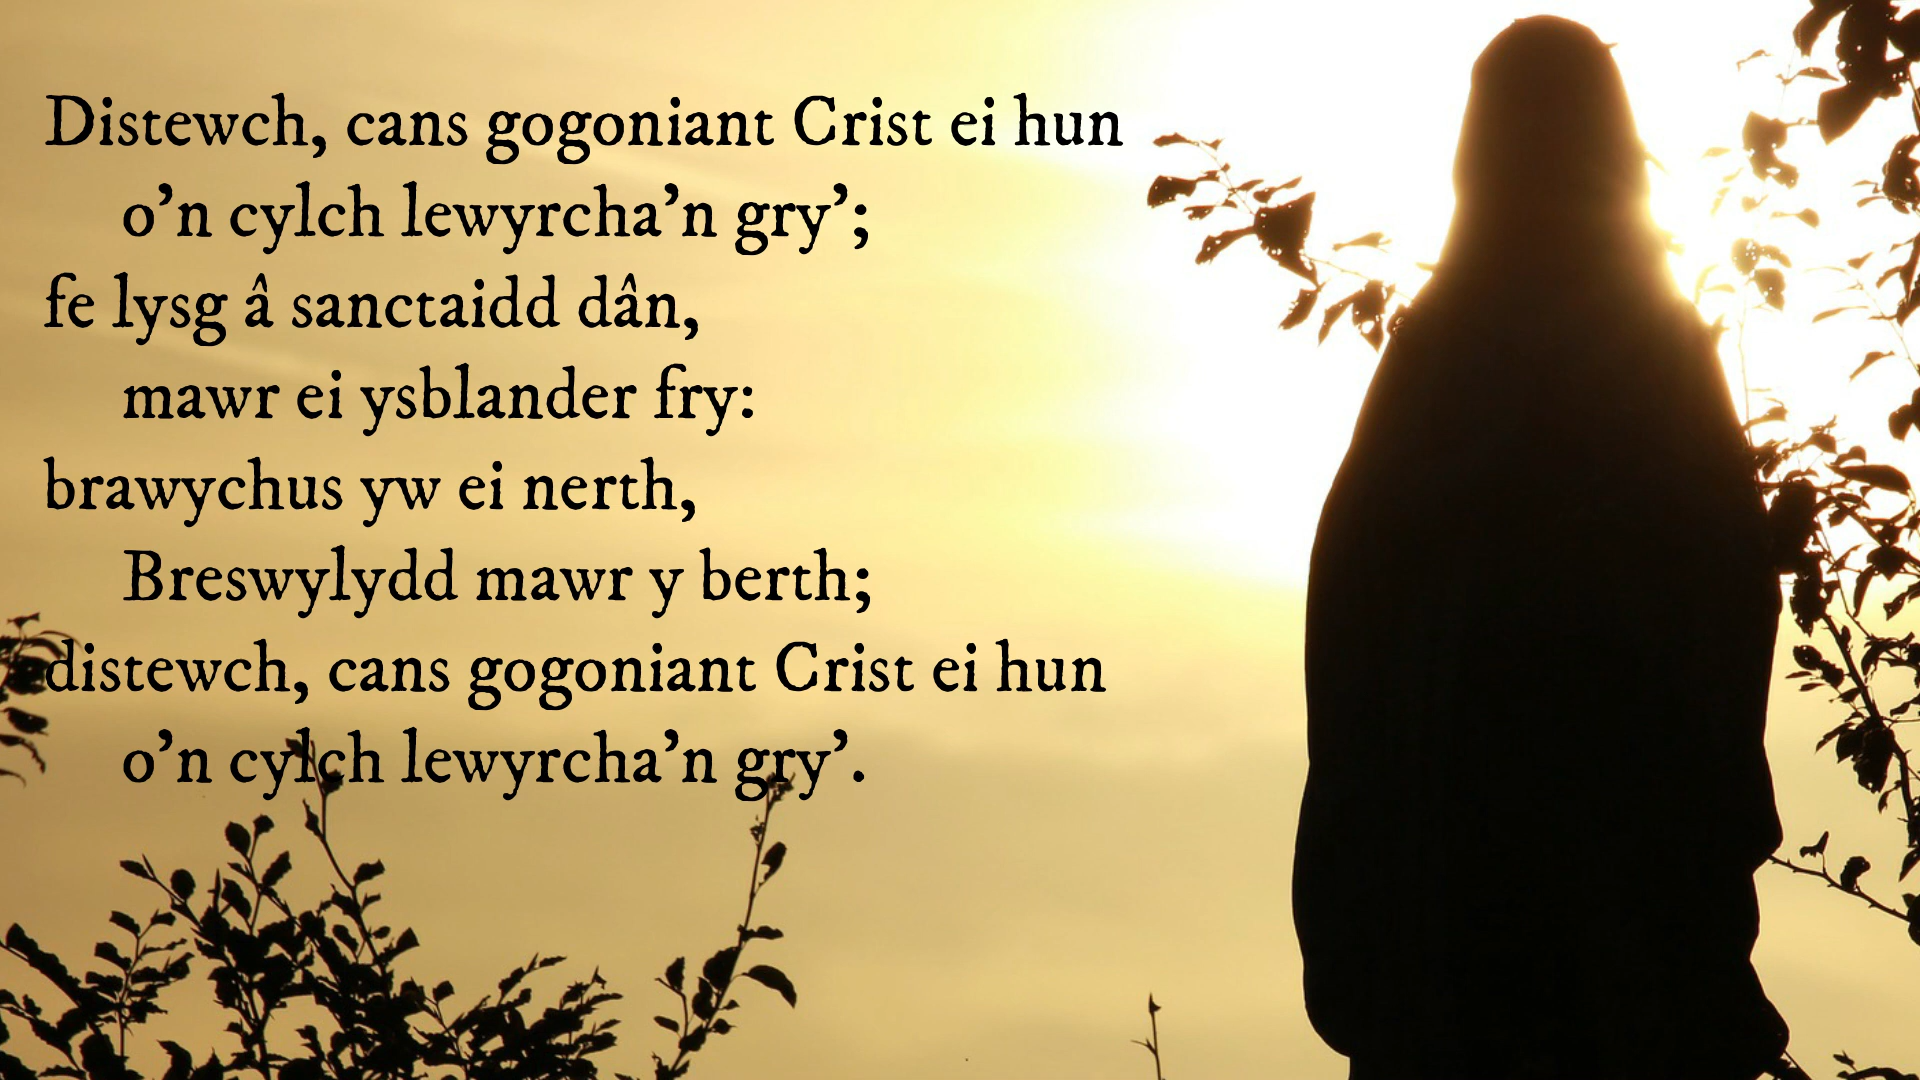 Distewch, cans gogoniant Crist ei hun
o’n cylch lewyrcha’n gry’;
fe lysg â sanctaidd dân,
mawr ei ysblander fry:
brawychus yw ei nerth,
Breswylydd mawr y berth;
distewch, cans gogoniant Crist ei hun
o’n cylch lewyrcha’n gry’.